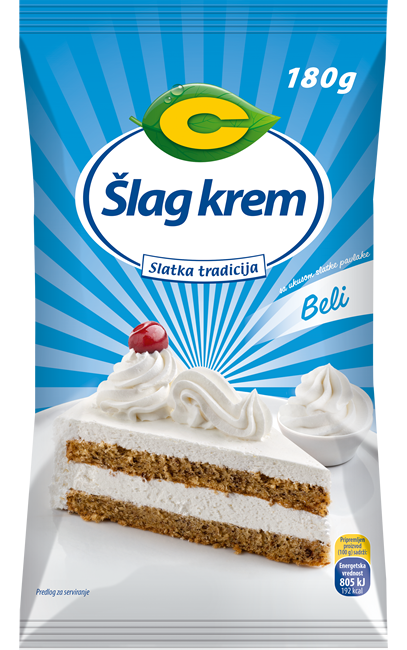 180g
C
Šlag krem
Slatka tradicija
sa ukusom slatke pavlake
Beli
Pripremljen
proizvod
(100 g) sadrži:
Energetska
vrednost
805 kJ
192 kcal
Predlog za serviranje